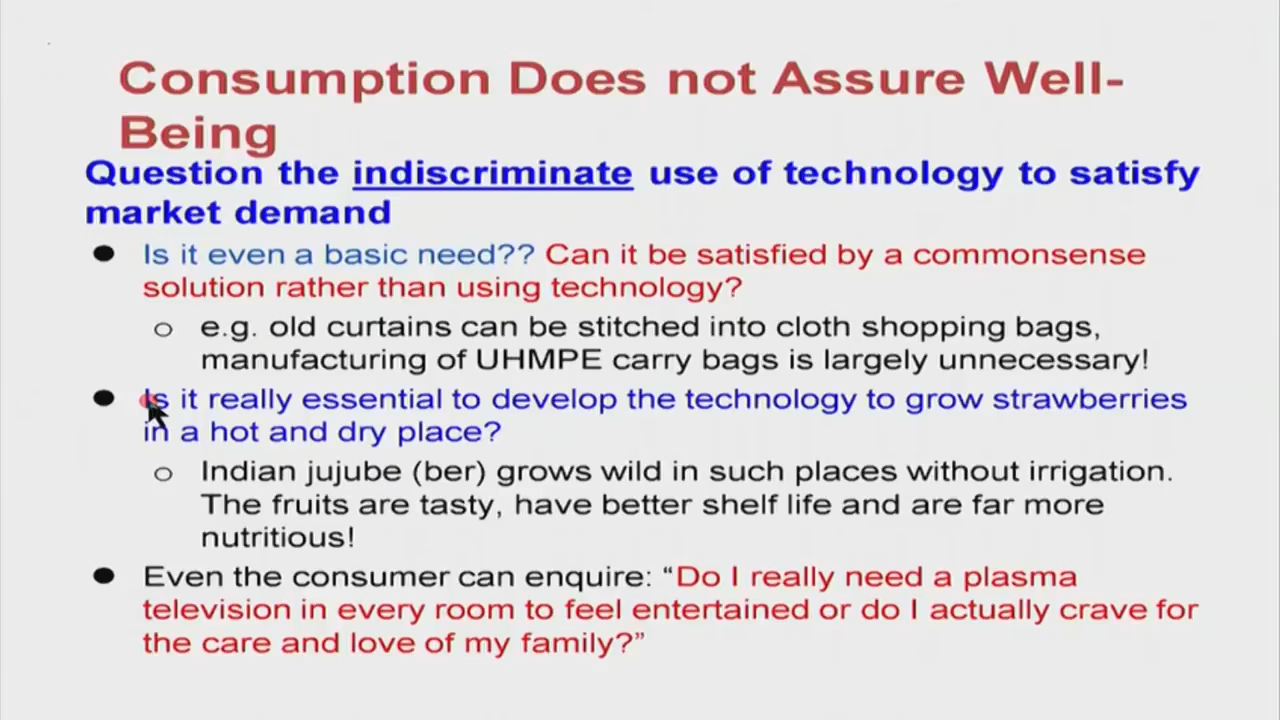 Consumption Does not Assure Well-
Being
Question the indiscriminate use of technology to satisfy
market demand
● Is it even a basic need?? Can it be satisfied by a commonsense
solution rather than using technology?
o e.g. old curtains can be stitched into cloth shopping bags,
manufacturing of UHMPE carry bags is largely unnecessary!
● Is it really essential to develop the technology to grow strawberries
in a hot and dry place?
o Indian jujube (ber) grows wild in such places without irrigation.
The fruits are tasty, have better shelf life and are far more
nutritious!
● Even the consumer can enquire: “Do I really need a plasma
television in every room to feel entertained or do I actually crave for
the care and love of my family?”